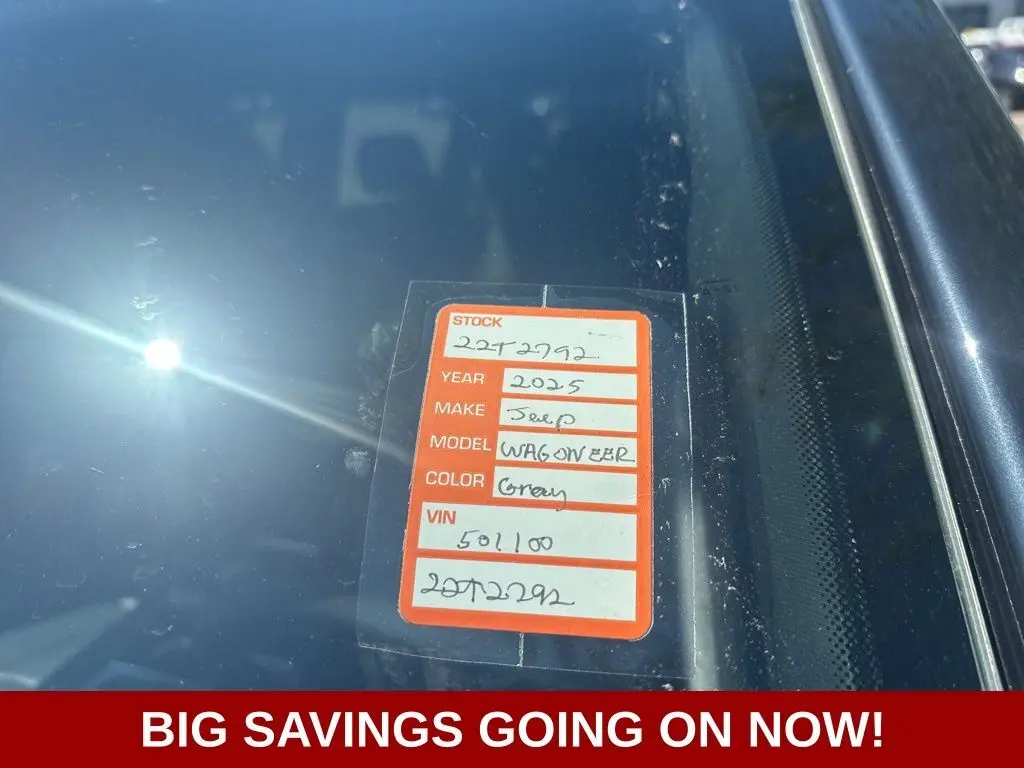 STOCK
22T2792
YEAR 2025
MAKE Jeep
MODEL WAGONEER
COLOR Gray
VIN
501100
22T2792
BIG SAVINGS GOING ON NOW!